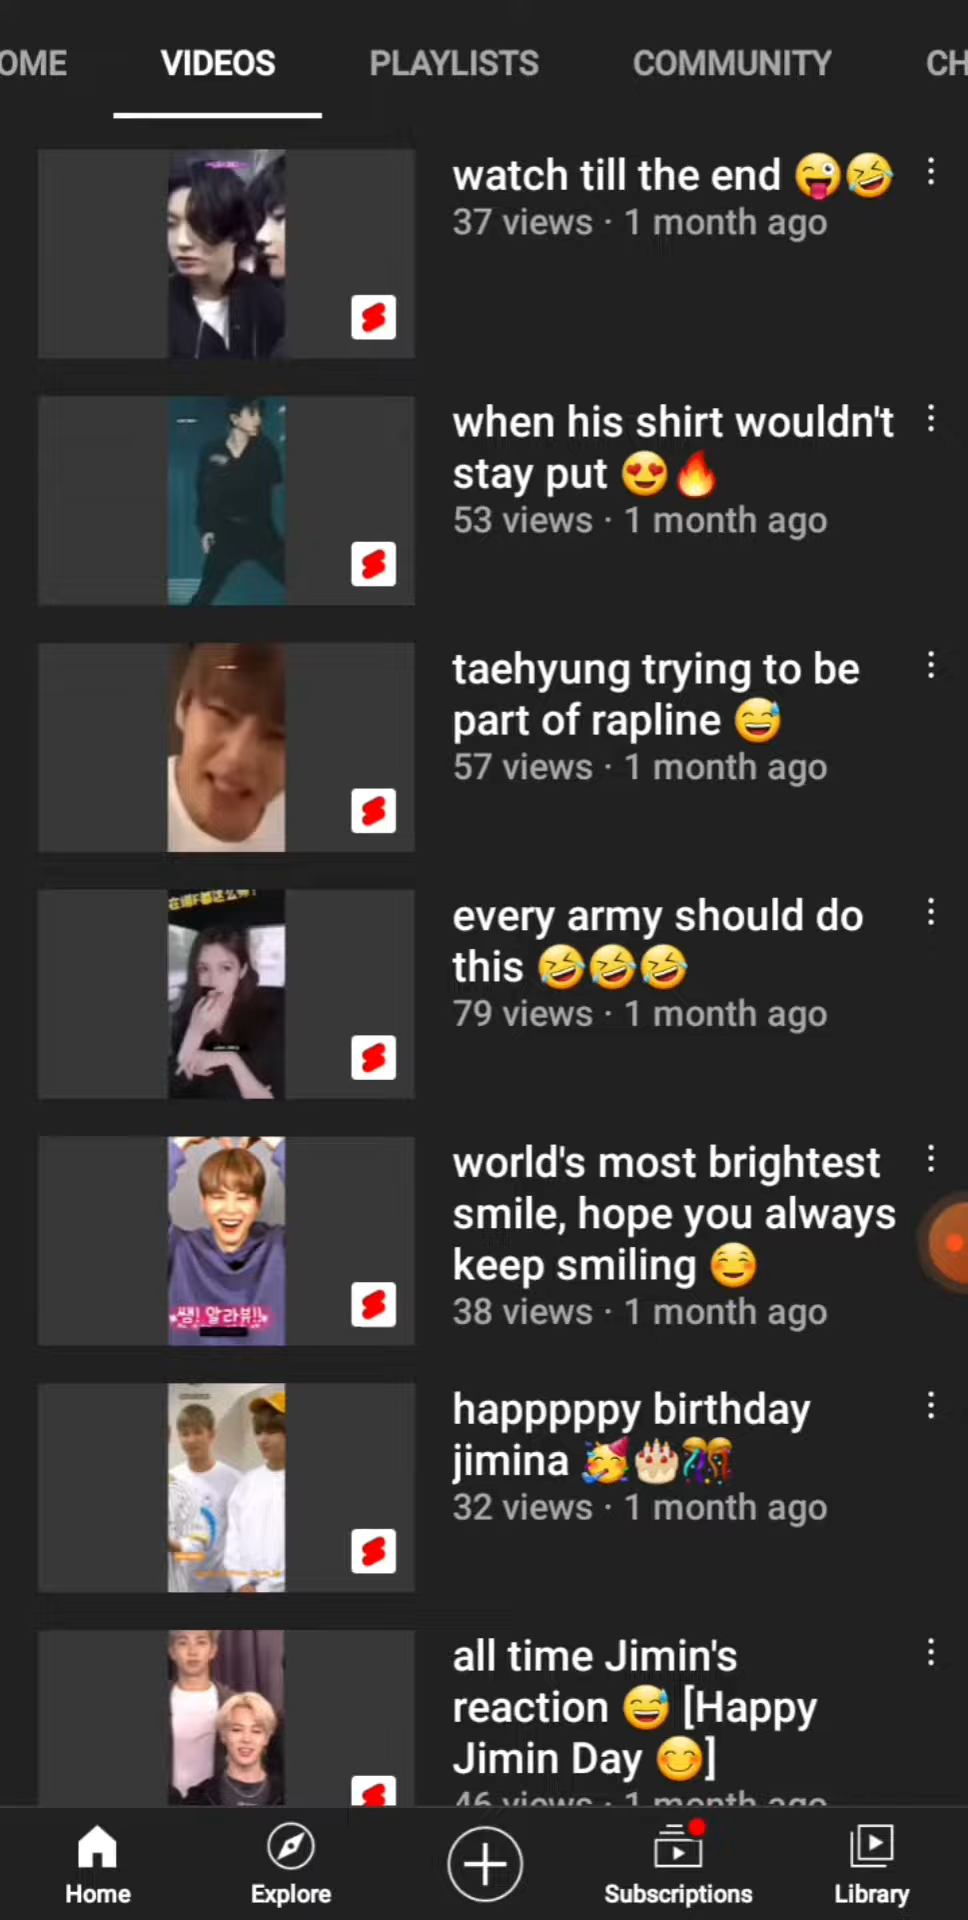 OME VIDEOS PLAYLISTS COMMUNITY CH
watch till the end 😜🤣
37 views · 1 month ago
when his shirt wouldn't
stay put 😍🔥
53 views · 1 month ago
taehyung trying to be
part of rapline 😅
57 views · 1 month ago
every army should do
this 🤣🤣🤣
79 views · 1 month ago
world's most brightest
smile, hope you always
keep smiling ☺️
38 views · 1 month ago
쌤! 알라뷰!!
happpppy birthday
jimina 🥳🎂🎊
32 views · 1 month ago
all time Jimin's
reaction 😅 [Happy
Jimin Day 😊]
46 views · 1 month ago
Home Explore Subscriptions Library